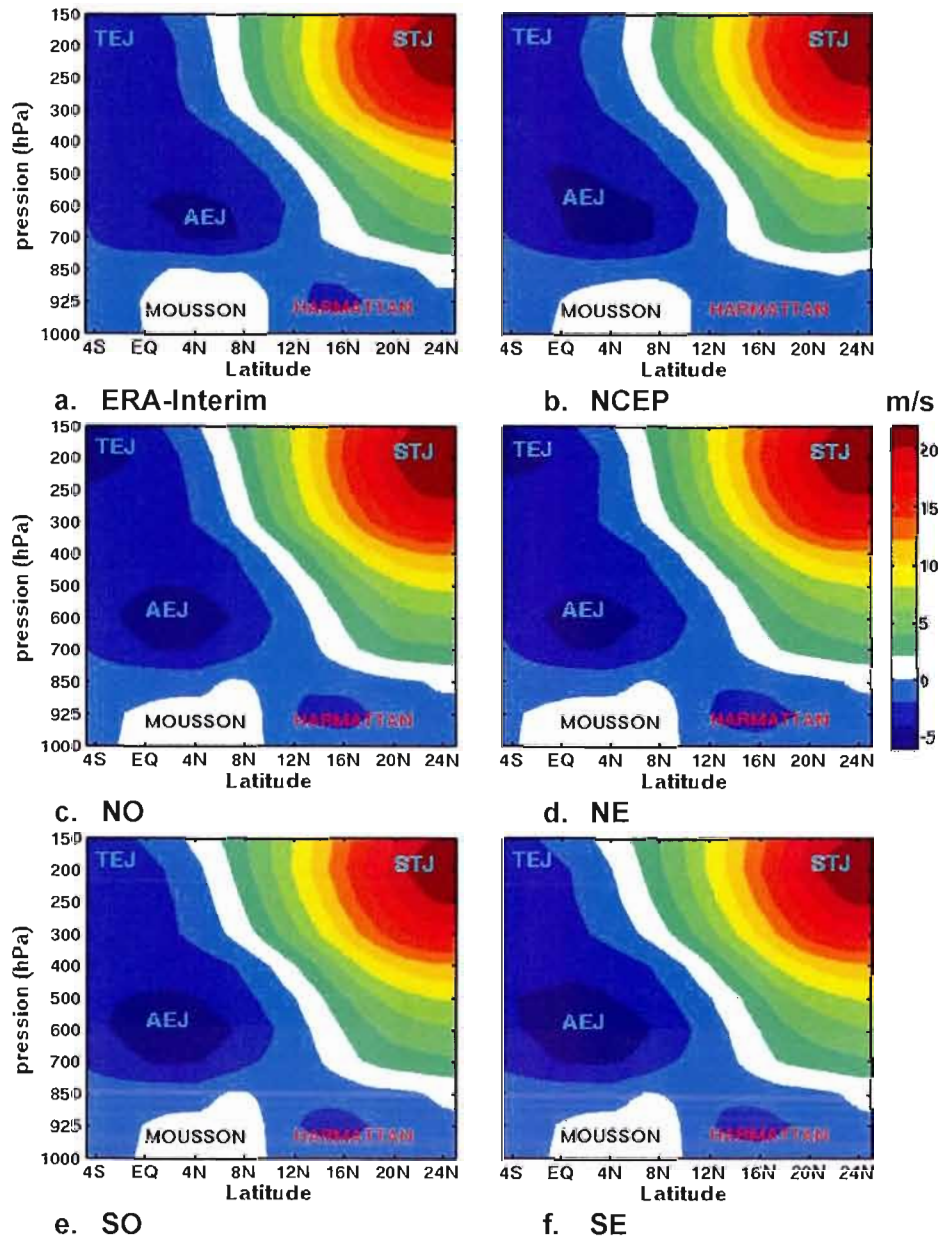 150
200
250
300
400
500
600
700
850
925
1000
pression (hPa)
TEJ
STJ
AEJ
MOUSSON
HARMATTAN
4S EQ 4N 8N 12N 16N 20N 24N
Latitude
a. ERA-Interim
150
200
250
300
400
500
600
700
850
925
1000
TEJ
STJ
AEJ
MOUSSON
HARMATTAN
4S EQ 4N 8N 12N 16N 20N 24N
Latitude
b. NCEP
m/s
20
15
10
5
0
-5
150
200
250
300
400
500
600
700
850
925
1000
pression (hPa)
TEJ
STJ
AEJ
MOUSSON
HARMATTAN
4S EQ 4N 8N 12N 16N 20N 24N
Latitude
c. NO
150
200
250
300
400
500
600
700
850
925
1000
TEJ
STJ
AEJ
MOUSSON
HARMATTAN
4S EQ 4N 8N 12N 16N 20N 24N
Latitude
d. NE
150
200
250
300
400
500
600
700
850
925
1000
pression (hPa)
TEJ
STJ
AEJ
MOUSSON
HARMATTAN
4S EQ 4N 8N 12N 16N 20N 24N
Latitude
e. SO
150
200
250
300
400
500
600
700
850
925
1000
TEJ
STJ
AEJ
MOUSSON
HARMATTAN
4S EQ 4N 8N 12N 16N 20N 24N
Latitude
f. SE